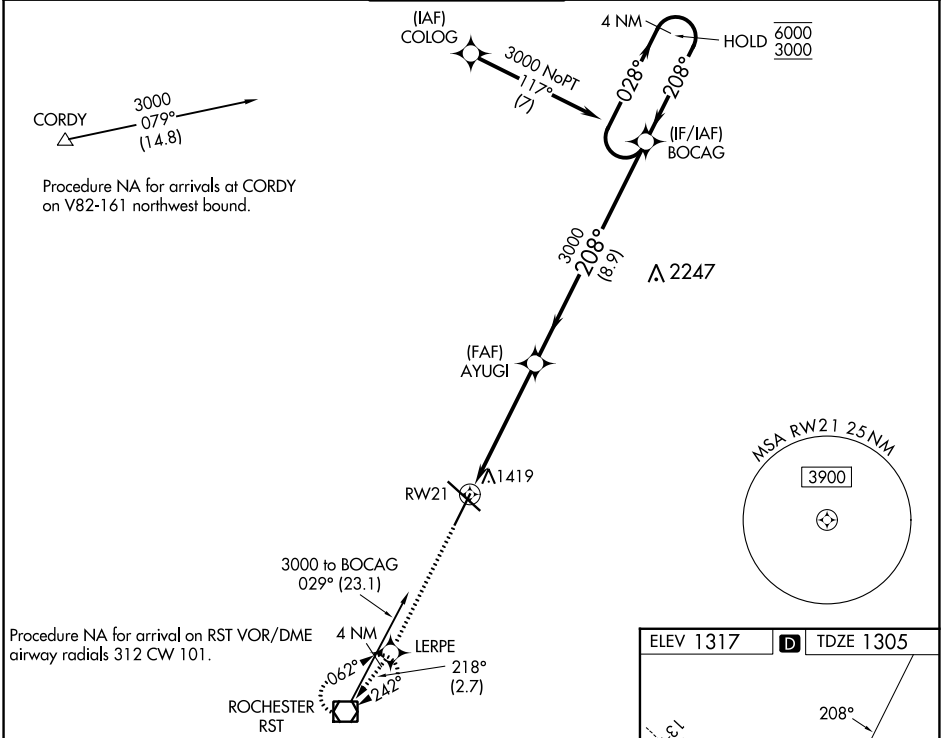 (IAF)
COLOG
3000 NoPT
117°
(7)
4 NM
HOLD
6000
3000
028°
208°
(IF/IAF)
BOCAG
CORDY
3000
079°
(14.8)
Procedure NA for arrivals at CORDY
on V82-161 northwest bound.
3000
208°
(8.9)
2247
(FAF)
AYUGI
MSA RW21 25 NM
3900
RW21
1419
3000 to BOCAG
029° (23.1)
Procedure NA for arrival on RST VOR/DME
airway radials 312 CW 101.
4 NM
LERPE
062°
242°
218°
(2.7)
ROCHESTER
RST
ELEV 1317
D
TDZE 1305
208°